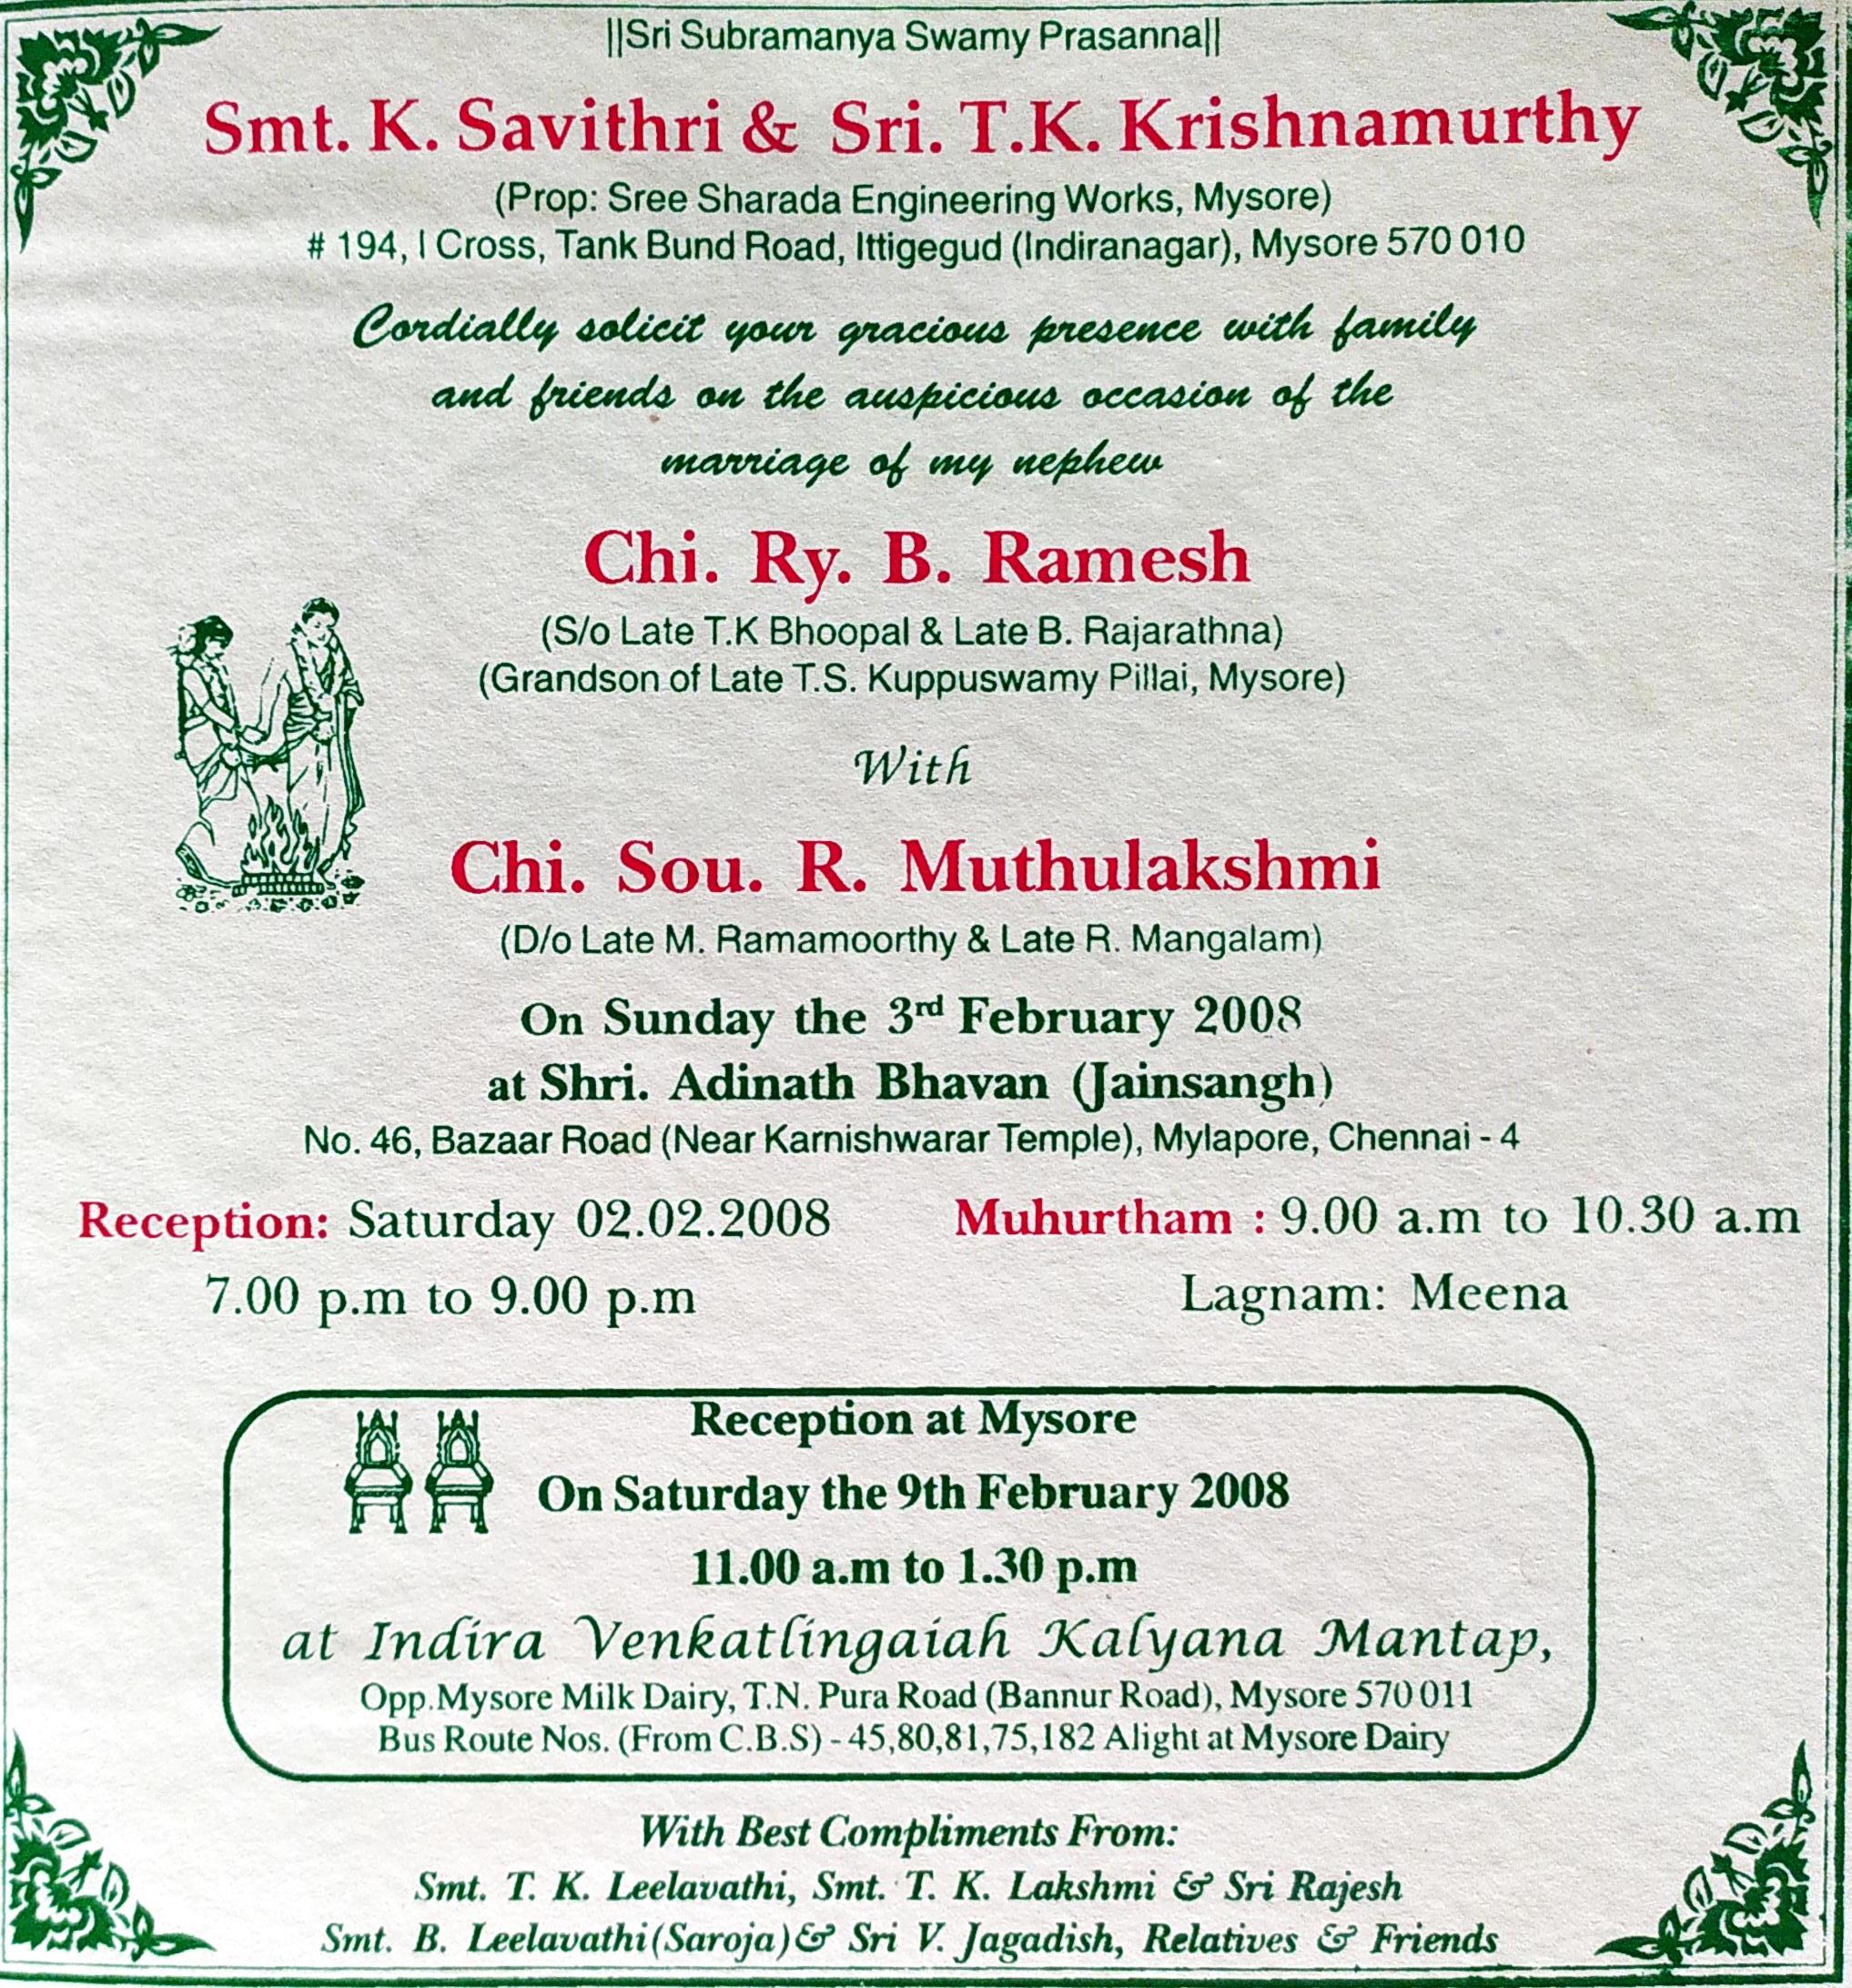 ||Sri Subramanya Swamy Prasanna||
Smt. K. Savithri & Sri. T.K. Krishnamurthy
(Prop: Sree Sharada Engineering Works, Mysore)
# 194, I Cross, Tank Bund Road, Ittigegud (Indiranagar), Mysore 570 010
Cordially solicit your gracious presence with family
and friends on the auspicious occasion of the
marriage of my nephew
Chi. Ry. B. Ramesh
(S/o Late T.K Bhoopal & Late B. Rajarathna)
(Grandson of Late T.S. Kuppuswamy Pillai, Mysore)
With
Chi. Sou. R. Muthulakshmi
(D/o Late M. Ramamoorthy & Late R. Mangalam)
On Sunday the 3rd February 2008
at Shri. Adinath Bhavan (Jainsangh)
No. 46, Bazaar Road (Near Karnishwarar Temple), Mylapore, Chennai - 4
Reception: Saturday 02.02.2008
7.00 p.m to 9.00 p.m
Muhurtham : 9.00 a.m to 10.30 a.m
Lagnam: Meena
Reception at Mysore
On Saturday the 9th February 2008
11.00 a.m to 1.30 p.m
at Indira Venkatlingaiah Kalyana Mantap,
Opp.Mysore Milk Dairy, T.N. Pura Road (Bannur Road), Mysore 570 011
Bus Route Nos. (From C.B.S) - 45,80,81,75,182 Alight at Mysore Dairy
With Best Compliments From:
Smt. T. K. Leelavathi, Smt. T. K. Lakshmi & Sri Rajesh
Smt. B. Leelavathi(Saroja)& Sri V. Jagadish, Relatives & Friends